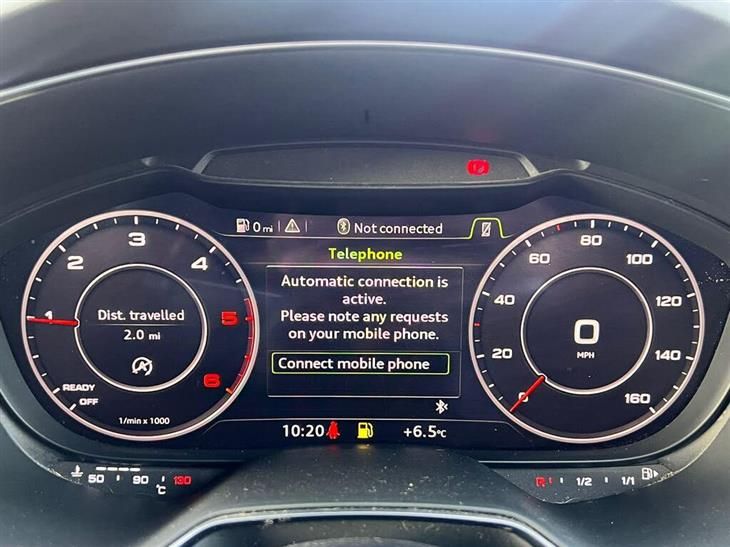 0 mi
Not connected
Telephone
Automatic connection is
active.
Please note any requests
on your mobile phone.
Connect mobile phone
1
2
3
4
5
6
Dist. travelled
2.0 mi
A
READY
OFF
1/min x 1000
0
20
40
60
80
100
120
140
160
0
MPH
10:20
+6.5°C
50
90
130
°C
R
1/2
1/1